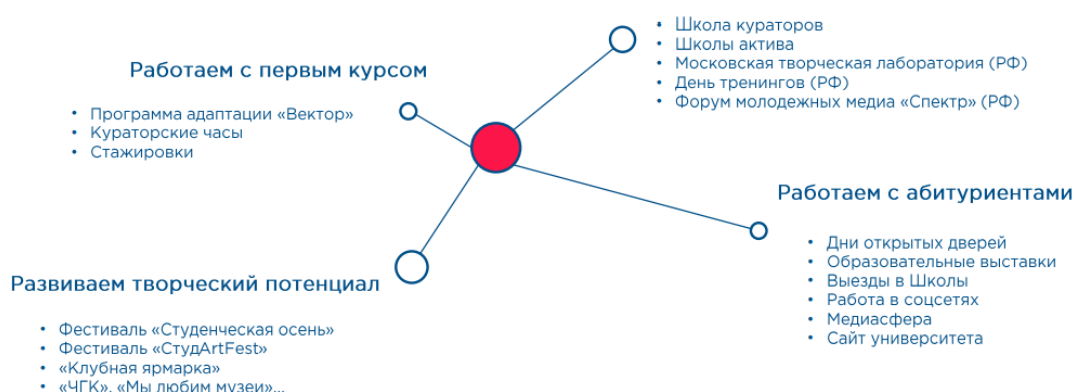 • Школа кураторов
• Школы актива
• Московская творческая лаборатория (РФ)
• День тренингов (РФ)
• Форум молодежных медиа «Спектр» (РФ)
Работаем с первым курсом
• Программа адаптации «Вектор»
• Кураторские часы
• Стажировки
Работаем с абитуриентами
• Дни открытых дверей
• Образовательные выставки
• Выезды в Школы
• Работа в соцсетях
• Медиасфера
• Сайт университета
Развиваем творческий потенциал
• Фестиваль «Студенческая осень»
• Фестиваль «СтудArtFest»
• «Клубная ярмарка»
• «ЧГК», «Мы любим музеи»...